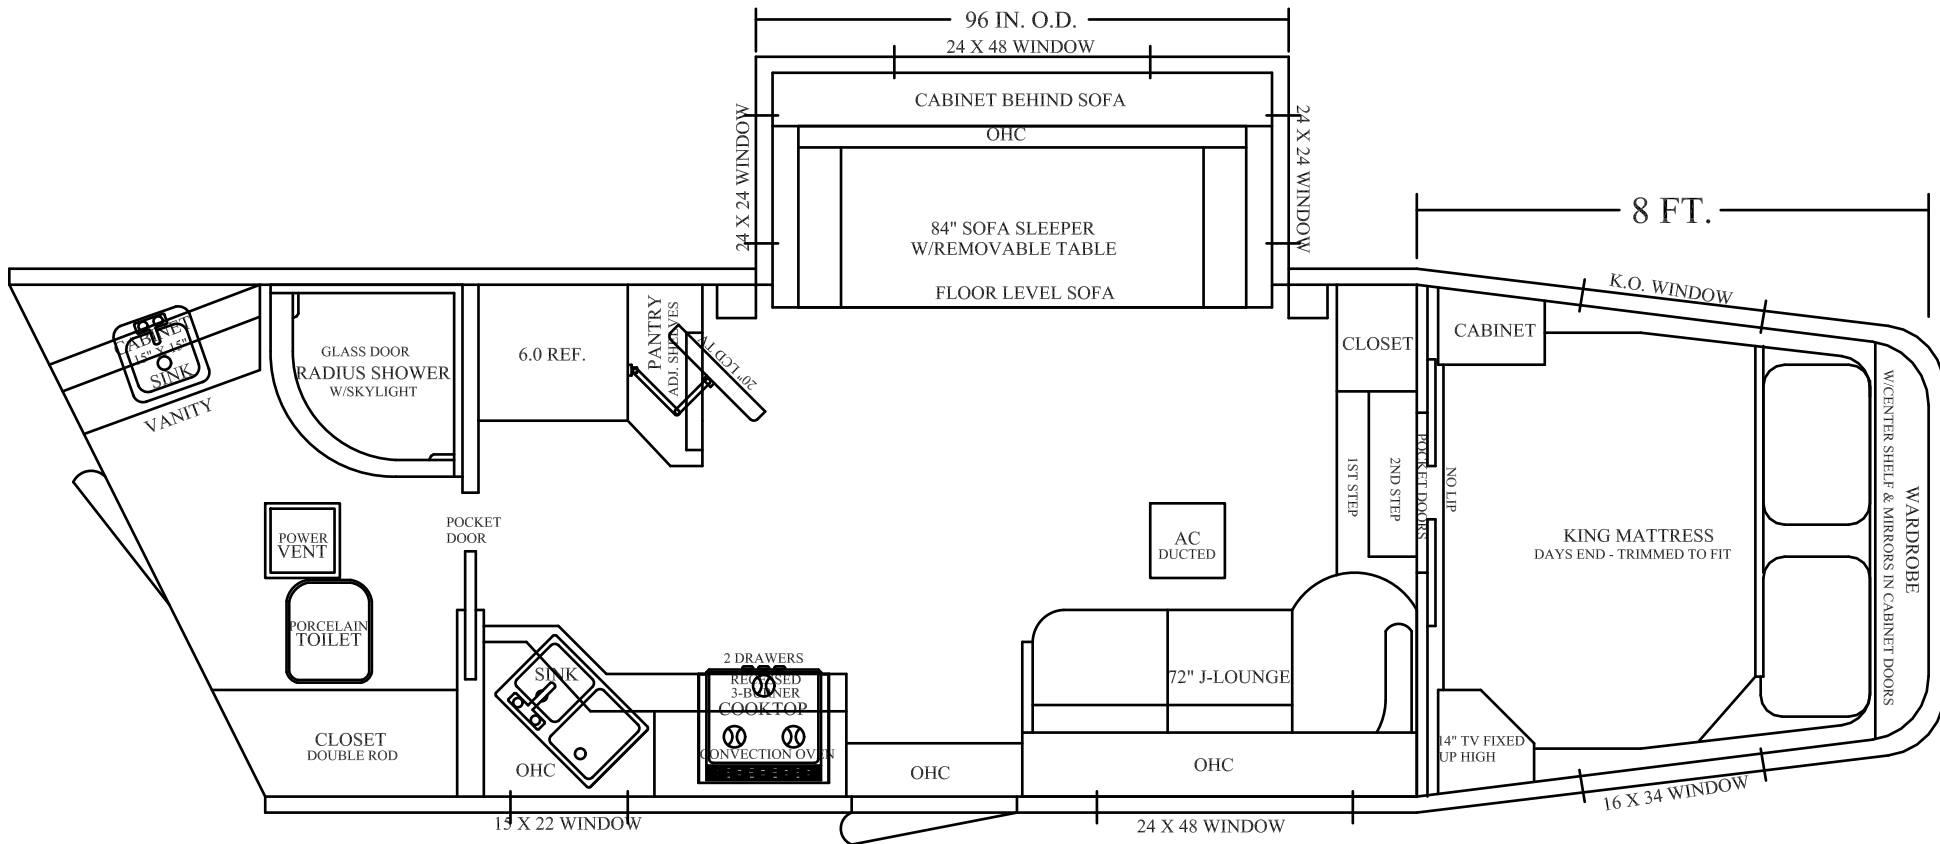 96 IN. O.D.
24 X 48 WINDOW
CABINET BEHIND SOFA
OHC
24 X 24 WINDOW
24 X 24 WINDOW
84" SOFA SLEEPER
W/REMOVABLE TABLE
FLOOR LEVEL SOFA
8 FT.
K.O. WINDOW
CABINET
15" X 15"
SINK
VANITY
GLASS DOOR
RADIUS SHOWER
W/SKYLIGHT
6.0 REF.
PANTRY
ADJ. SHELVES
20" LCD TV
CLOSET
CABINET
1ST STEP
2ND STEP
POCKET DOORS
NO LIP
KING MATTRESS
DAYS END - TRIMMED TO FIT
WARDROBE
W/CENTER SHELF & MIRRORS IN CABINET DOORS
POWER
VENT
POCKET
DOOR
AC
DUCTED
PORCELAIN
TOILET
CLOSET
DOUBLE ROD
SINK
OHC
2 DRAWERS
RECESSED
3-BURNER
COOKTOP
CONVECTION OVEN
OHC
72" J-LOUNGE
OHC
14" TV FIXED
UP HIGH
15 X 22 WINDOW
24 X 48 WINDOW
16 X 34 WINDOW